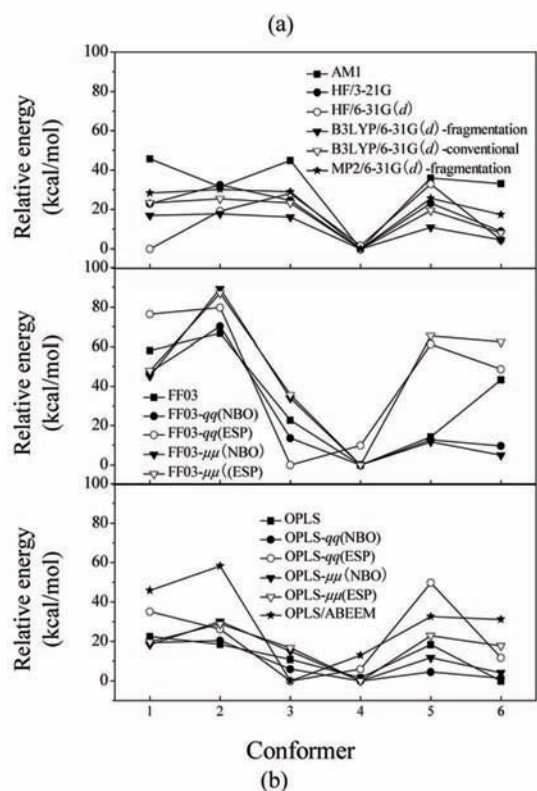 (a)
100
80
60
40
20
0
Relative energy
(kcal/mol)
AM1
HF/3-21G
HF/6-31G(d)
B3LYP/6-31G(d)-fragmentation
B3LYP/6-31G(d)-conventional
MP2/6-31G(d)-fragmentation
100
80
60
40
20
0
Relative energy
(kcal/mol)
FF03
FF03-qq(NBO)
FF03-qq(ESP)
FF03-μμ(NBO)
FF03-μμ((ESP)
100
80
60
40
20
0
Relative energy
(kcal/mol)
OPLS
OPLS-qq(NBO)
OPLS-qq(ESP)
OPLS-μμ(NBO)
OPLS-μμ(ESP)
OPLS/ABEEM
1 2 3 4 5 6
Conformer
(b)